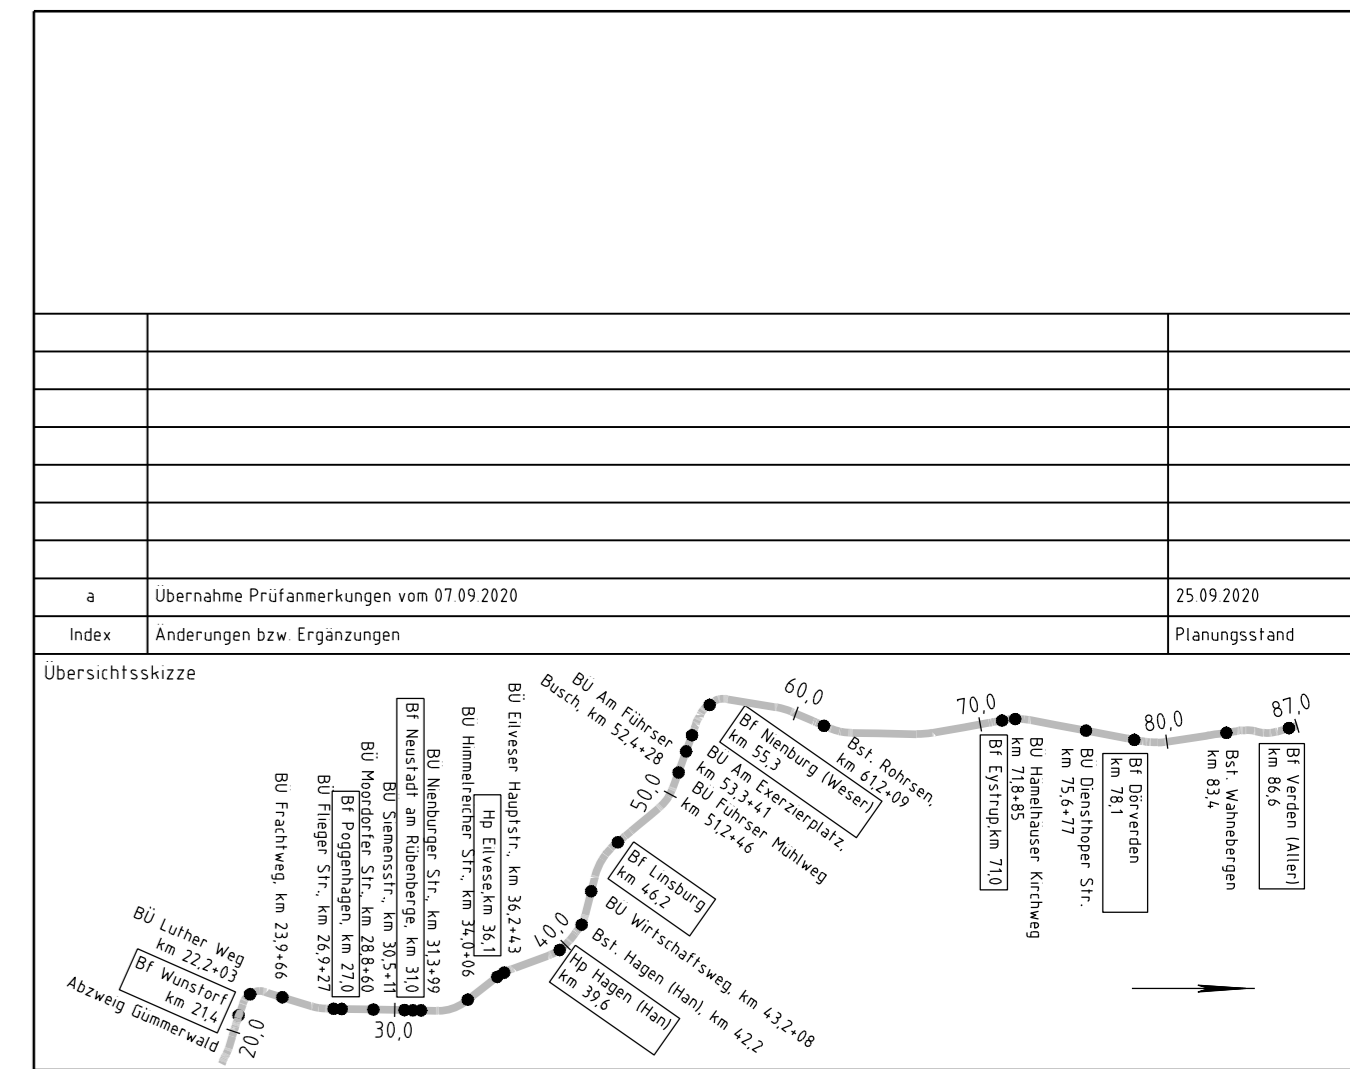 a
Übernahme Prüfanmerkungen vom 07.09.2020
25.09.2020
Index
Änderungen bzw. Ergänzungen
Planungsstand
Übersichtsskizze
Abzweig Gümmerwald
Bf Wunstorf
km 21,4
BÜ Luther Weg
km 22,2+03
20,0
BÜ Frachtweg, km 23,9+66
BÜ Flieger Str., km 26,9+27
Bf Poggenhagen, km 27,0
BÜ Moordorfer Str., km 28,8+60
BÜ Siemensstr., km 30,5+11
30,0
Bf Neustadt am Rübenberge, km 31,0
BÜ Nienburger Str., km 31,3+99
BÜ Himmelreicher Str., km 34,0+06
Hp Eilvese,km 36,1
BÜ Eilveser Hauptstr., km 36,2+43
40,0
Hp Hagen (Han)
km 39,6
Bst. Hagen (Han), km 42,2
BÜ Wirtschaftsweg, km 43,2+08
Bf Linsburg
km 46,2
50,0
BÜ Führser Mühlweg
km 51,2+46
BÜ Am Führser
Busch, km 52,4+28
BÜ Am Exerzierplatz,
km 53,3+41
Bf Nienburg (Weser)
km 55,3
60,0
Bst. Rohrsen,
km 61,2+09
70,0
Bf Eystrup,km 71,0
BÜ Hämelhäuser Kirchweg
km 71,8+85
BÜ Diensthoper Str.
km 75,6+77
Bf Dörverden
km 78,1
80,0
Bst. Wahnebergen
km 83,4
Bf Verden (Aller)
km 86,6
87,0